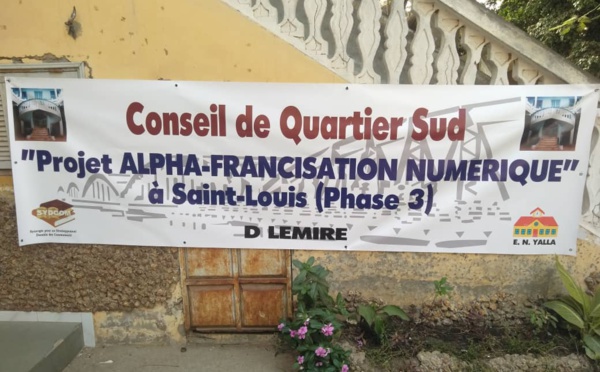 Conseil de Quartier Sud
"Projet ALPHA-FRANCISATION NUMERIQUE"
à Saint-Louis (Phase 3)
D LEMIRE
SYDCOM
E. N. YALLA